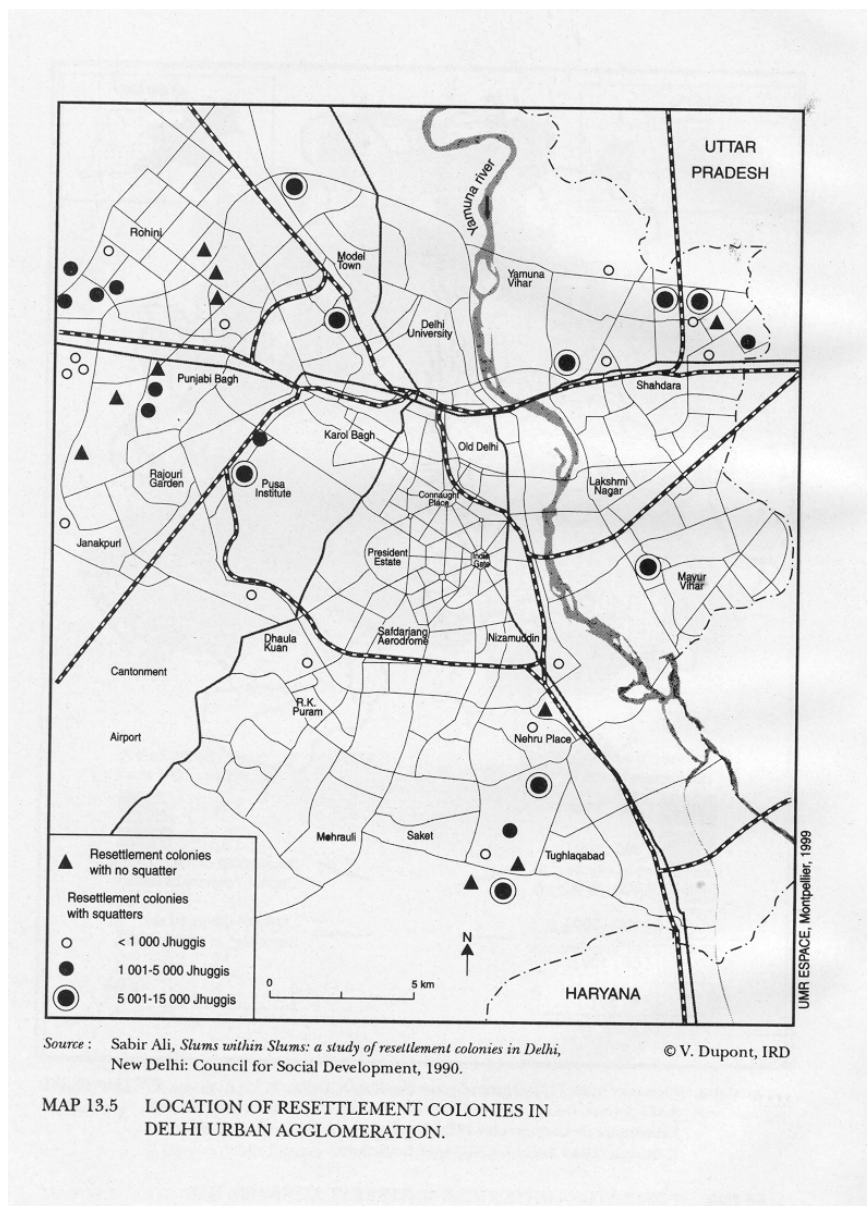 UTTAR
PRADESH
Yamuna river
Rohini
Model
Town
Yamuna
Vihar
Delhi
University
Punjabi Bagh
Shahdara
Karol Bagh
Old Delhi
Rajouri
Garden
Pusa
Institute
Lakshmi
Nagar
Connaught
Place
Janakpuri
President
Estate
India
Gate
Mayur
Vihar
Dhaula
Kuan
Safdarjang
Aerodrome
Nizamuddin
Cantonment
R.K.
Puram
Airport
Nehru Place
Mehrauli
Saket
Tughlaqabad
Resettlement colonies
with no squatter
Resettlement colonies
with squatters
< 1 000 Jhuggis
1 001-5 000 Jhuggis
5 001-15 000 Jhuggis
N
0 5 km
HARYANA
UMR ESPACE, Montpellier, 1999
Source : Sabir Ali, Slums within Slums: a study of resettlement colonies in Delhi,
New Delhi: Council for Social Development, 1990.
© V. Dupont, IRD
MAP 13.5 LOCATION OF RESETTLEMENT COLONIES IN
DELHI URBAN AGGLOMERATION.